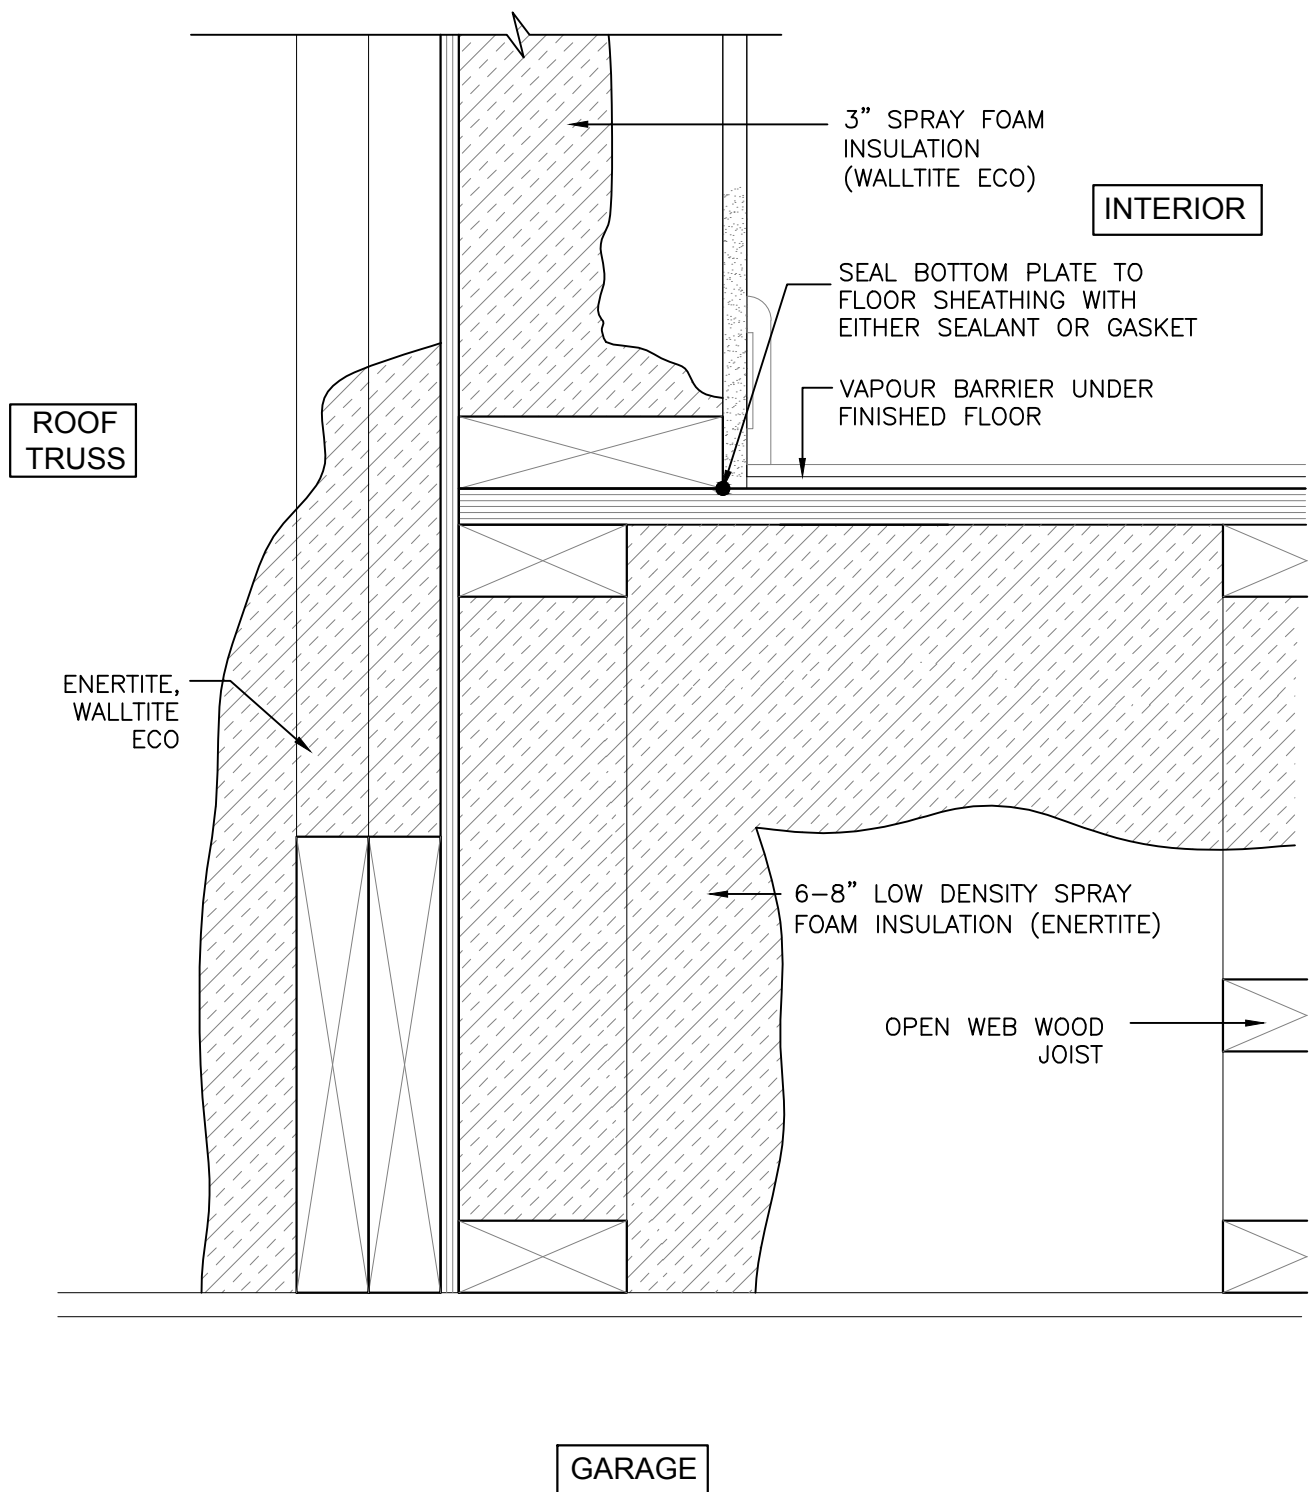 3” SPRAY FOAM
INSULATION
(WALLTITE ECO)
INTERIOR
SEAL BOTTOM PLATE TO
FLOOR SHEATHING WITH
EITHER SEALANT OR GASKET
VAPOUR BARRIER UNDER
FINISHED FLOOR
ROOF
TRUSS
ENERTITE,
WALLTITE
ECO
6–8” LOW DENSITY SPRAY
FOAM INSULATION (ENERTITE)
OPEN WEB WOOD
JOIST
GARAGE